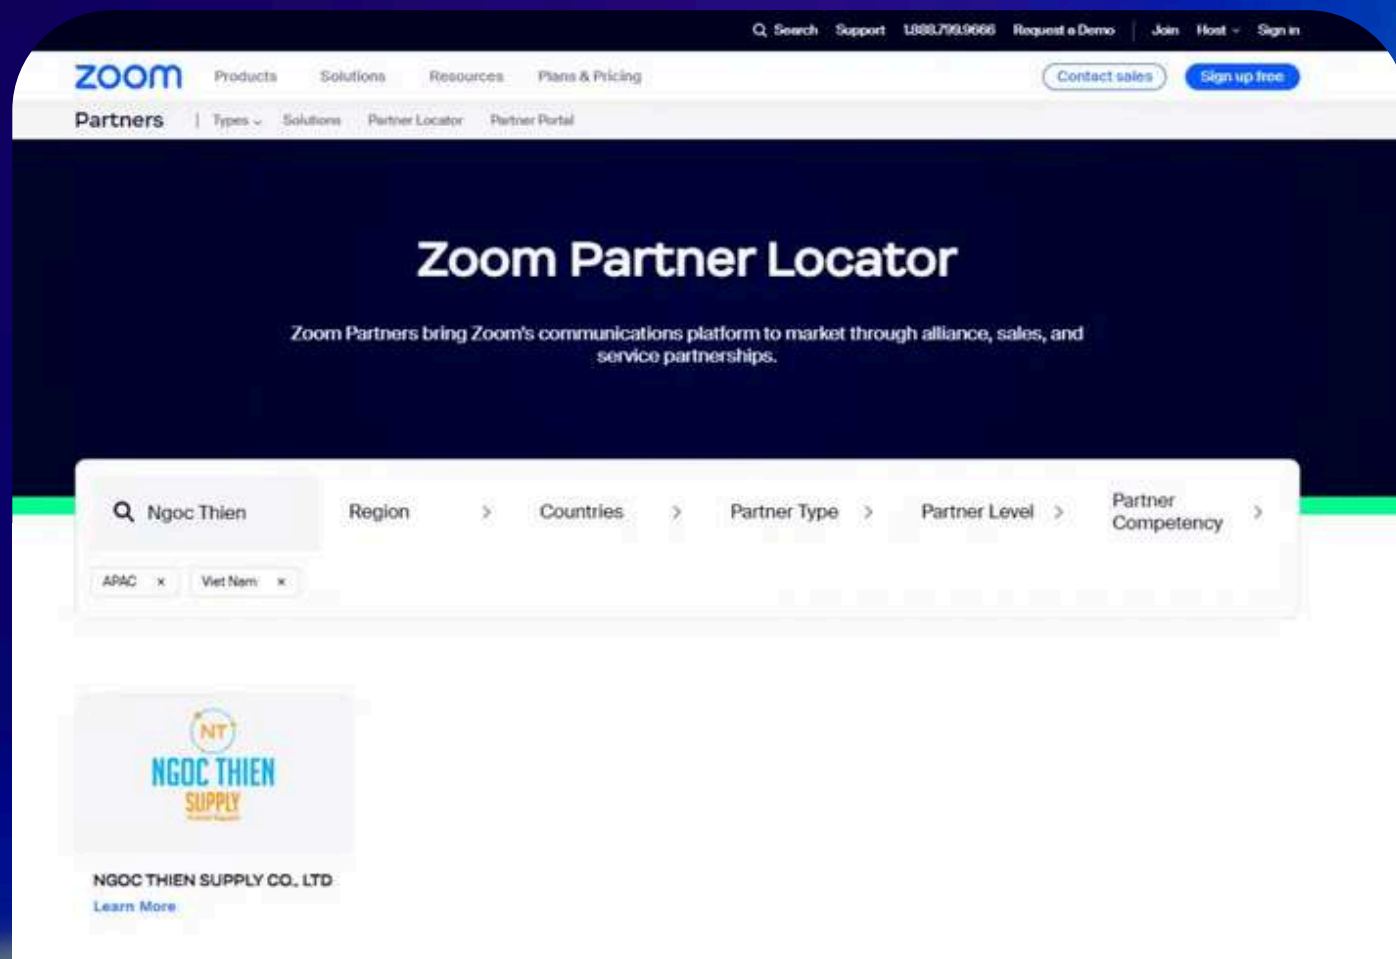 Search Support 1.888.799.9666 Request a Demo Join Host Sign in
zoom Products Solutions Resources Plans & Pricing Contact sales Sign up free
Partners | Types Solutions Partner Locator Partner Portal
Zoom Partner Locator
Zoom Partners bring Zoom's communications platform to market through alliance, sales, and
service partnerships.
Ngoc Thien Region Countries Partner Type Partner Level Partner
Competency
APAC × Viet Nam ×
NT
NGOC THIEN
SUPPLY
NGOC THIEN SUPPLY CO., LTD
Learn More